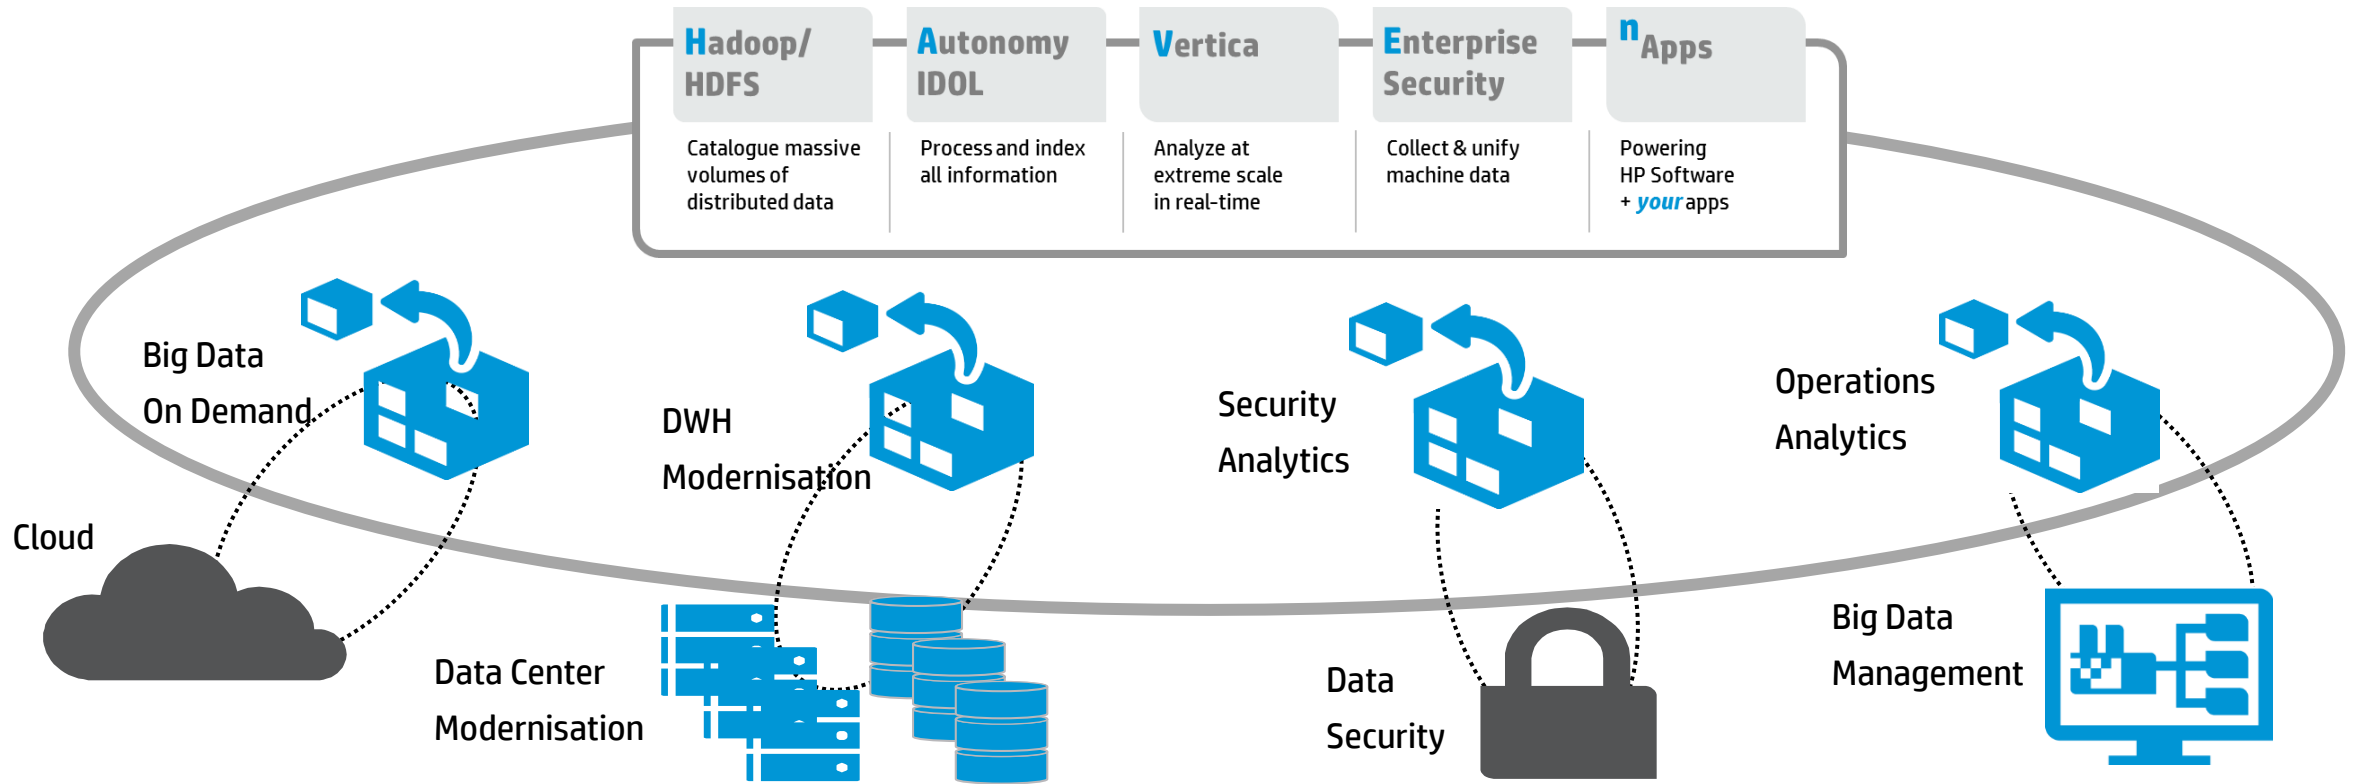 Hadoop/
HDFS
Autonomy
IDOL
Vertica
Enterprise
Security
n Apps
Catalogue massive
volumes of
distributed data
Process and index
all information
Analyze at
extreme scale
in real-time
Collect & unify
machine data
Powering
HP Software
+ your apps
Big Data
On Demand
DWH
Modernisation
Security
Analytics
Operations
Analytics
Cloud
Data Center
Modernisation
Data
Security
Big Data
Management